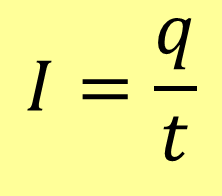 I = q/t